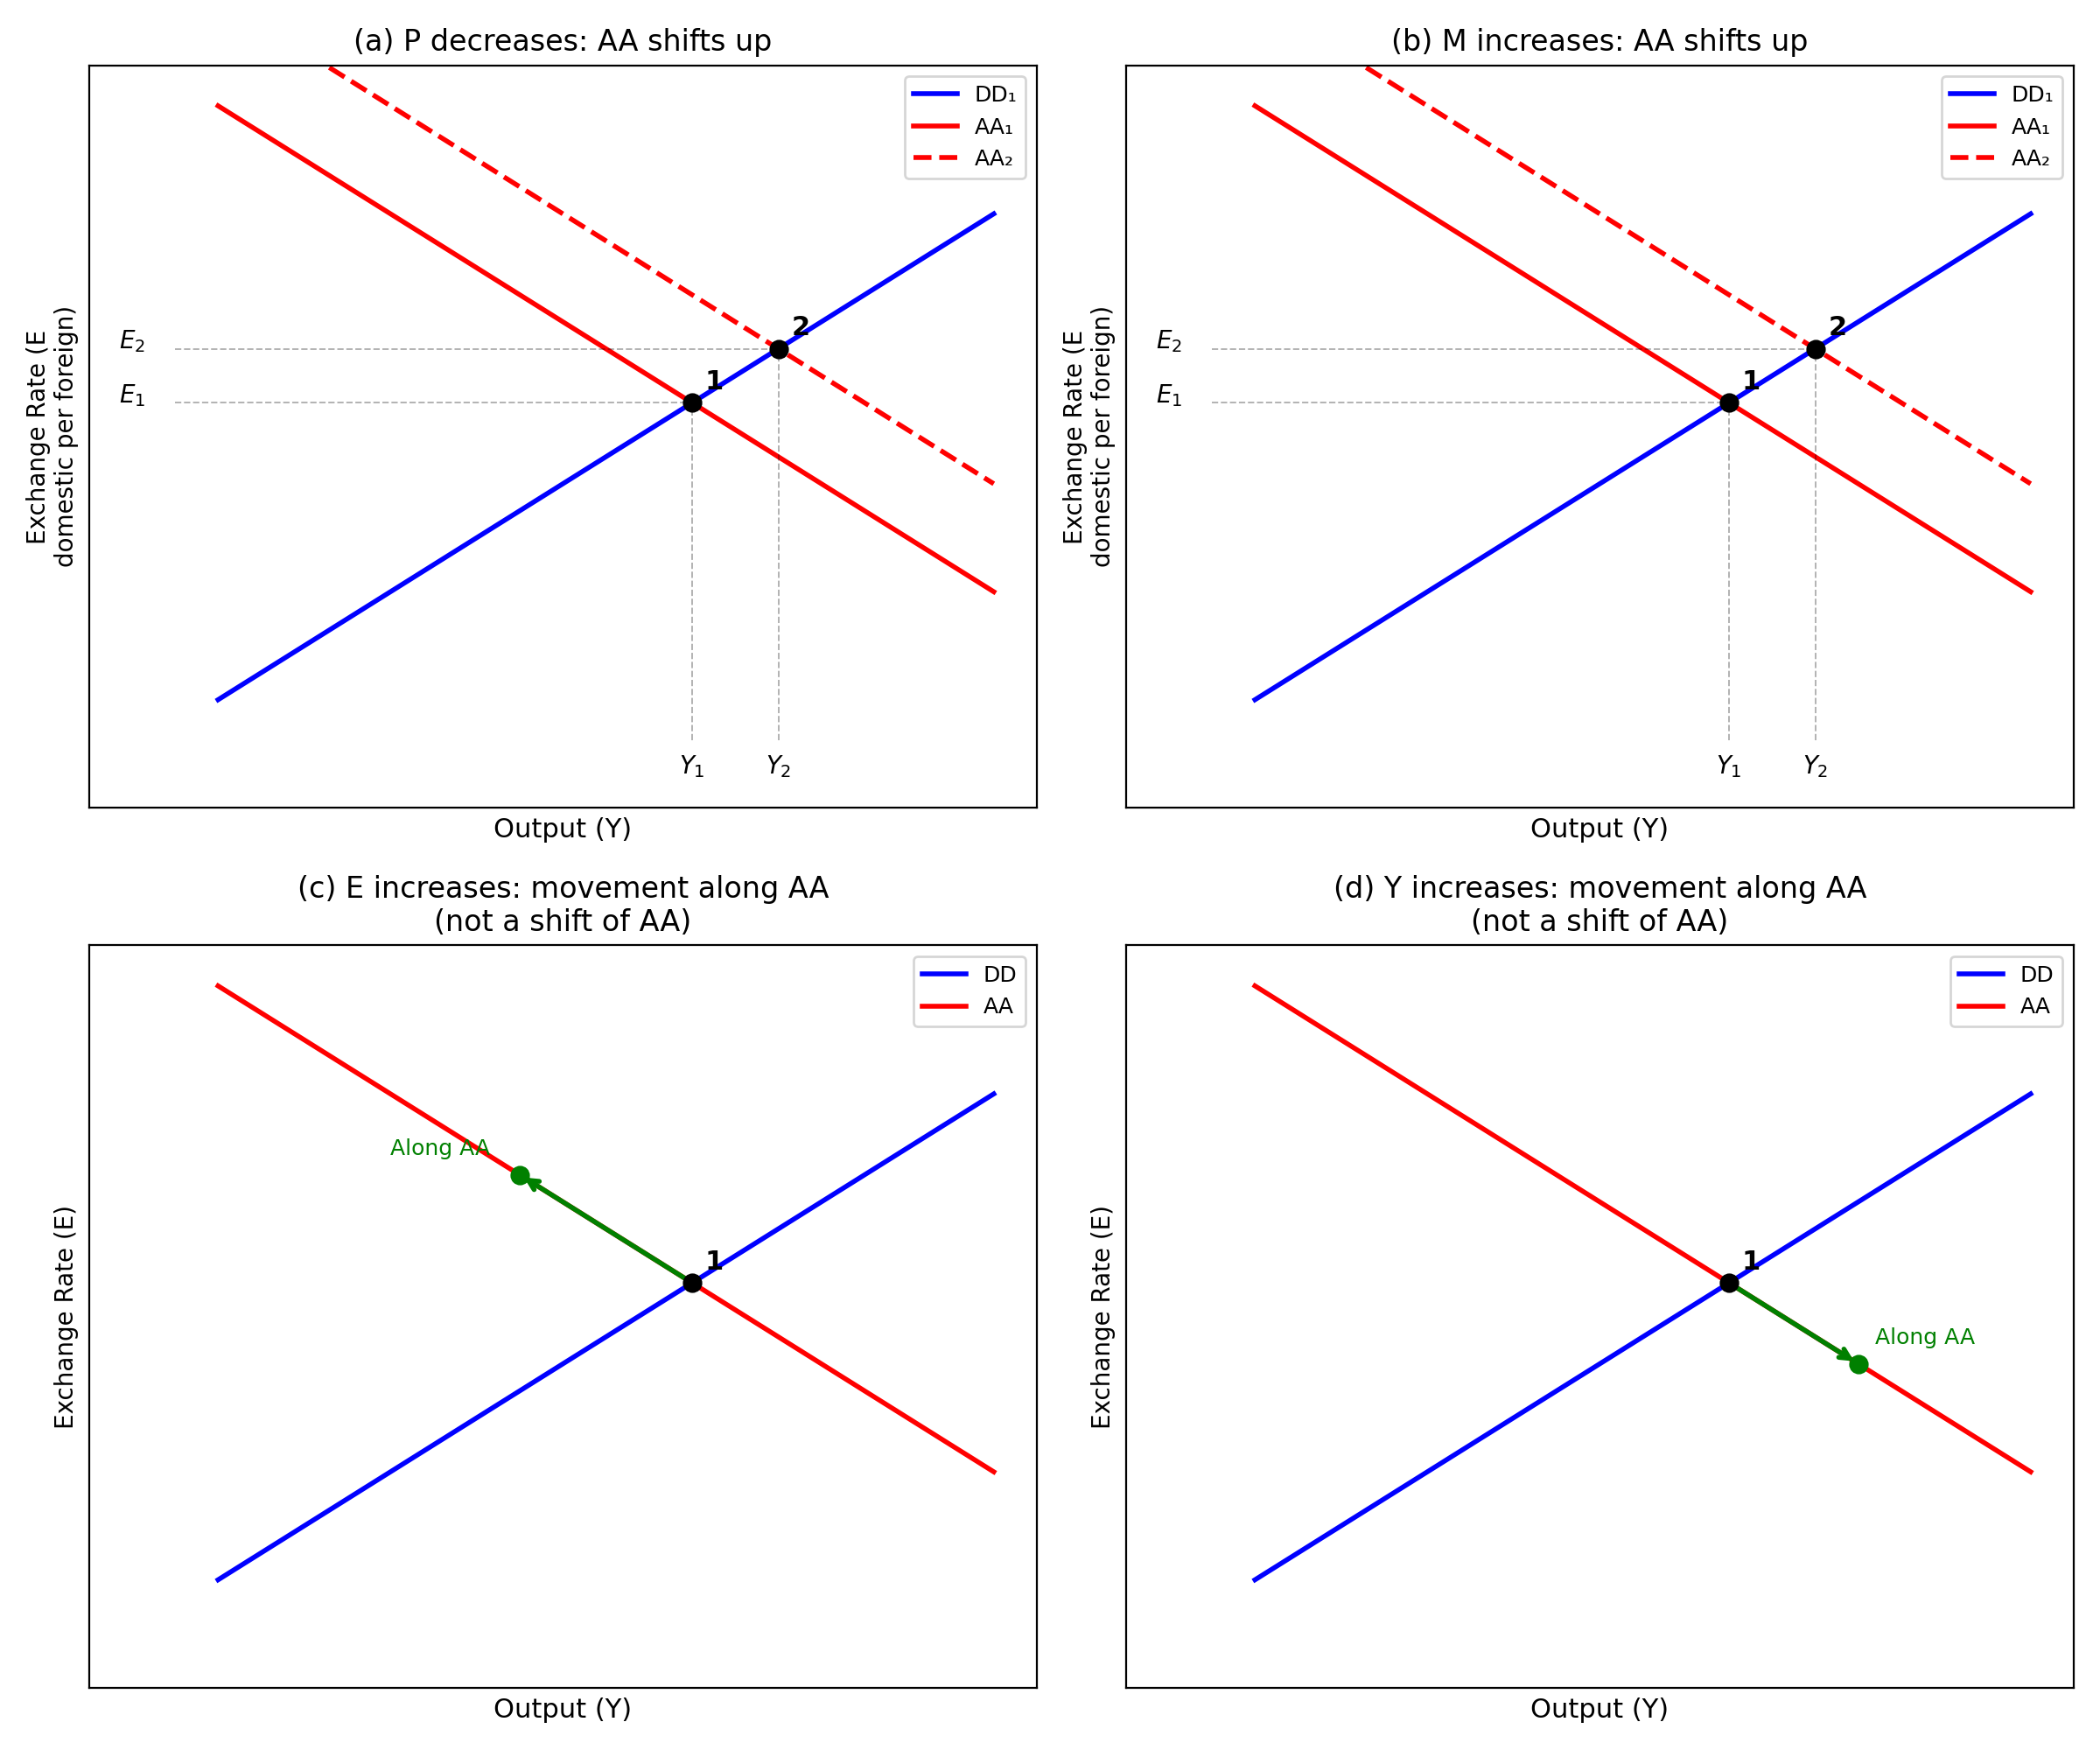 (a) P decreases: AA shifts up
DD₁
AA₁
AA₂
Exchange Rate (E
domestic per foreign)
E₂
E₁
2
1
Y₁
Y₂
Output (Y)
(b) M increases: AA shifts up
DD₁
AA₁
AA₂
Exchange Rate (E
domestic per foreign)
E₂
E₁
2
1
Y₁
Y₂
Output (Y)
(c) E increases: movement along AA
(not a shift of AA)
DD
AA
Exchange Rate (E)
Along AA
1
Output (Y)
(d) Y increases: movement along AA
(not a shift of AA)
DD
AA
Exchange Rate (E)
1
Along AA
Output (Y)